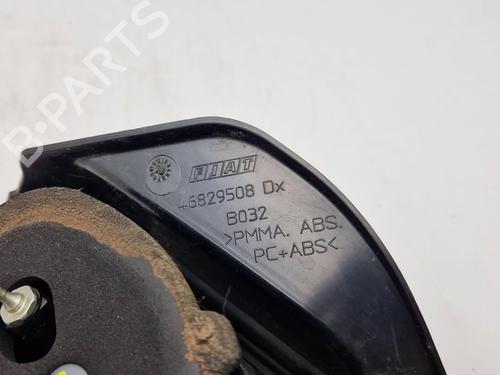 FIAT
46829508 Dx
B032
>PMMA. ABS.
PC+ABS<
B-PARTS